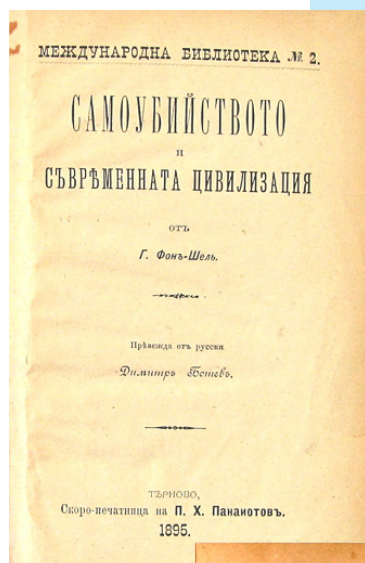 МЕЖДУНАРОДНА БИБЛИОТЕКА № 2.
САМОУБИЙСТВОТО
и
СЪВРѢМЕННАТА ЦИВИЛИЗАЦИЯ
отъ
Г. Фонъ-Шель.
Прѣвежда отъ русски
Димитръ Ботевъ.
ТЪРНОВО,
Скоро-печатница на П. Х. Панаиотовъ.
1895.